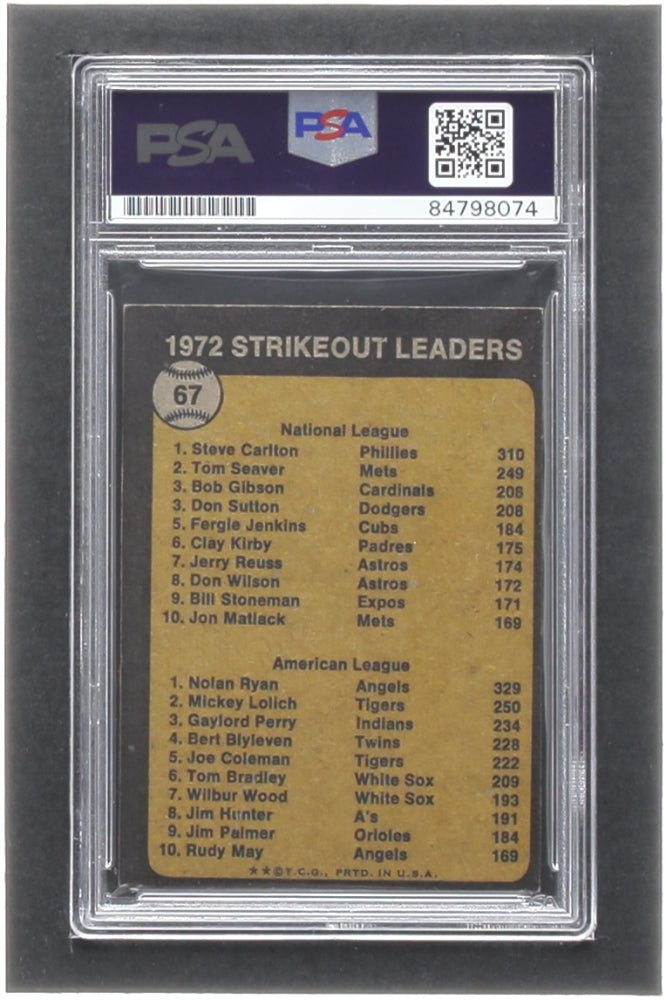 PSA PSA
84798074
1972 STRIKEOUT LEADERS
67
National League
1. Steve Carlton Phillies 310
2. Tom Seaver Mets 249
3. Bob Gibson Cardinals 208
3. Don Sutton Dodgers 208
5. Fergie Jenkins Cubs 184
6. Clay Kirby Padres 175
7. Jerry Reuss Astros 174
8. Don Wilson Astros 172
9. Bill Stoneman Expos 171
10. Jon Matlack Mets 169
American League
1. Nolan Ryan Angels 329
2. Mickey Lolich Tigers 250
3. Gaylord Perry Indians 234
4. Bert Blyleven Twins 228
5. Joe Coleman Tigers 222
6. Tom Bradley White Sox 209
7. Wilbur Wood White Sox 193
8. Jim Hunter A's 191
9. Jim Palmer Orioles 184
10. Rudy May Angels 169
★★©T.C.G., PRTD. IN U.S.A.
PSA